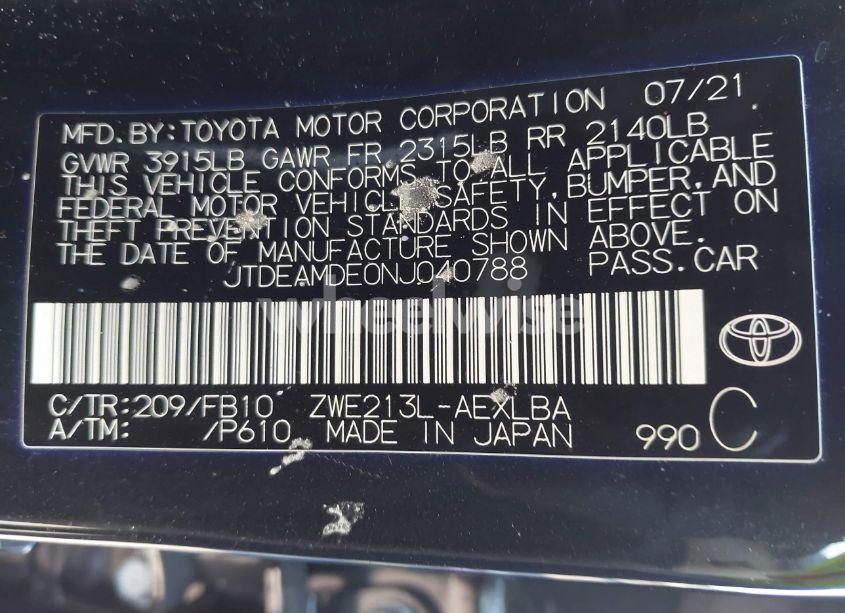 MFD.BY:TOYOTA MOTOR CORPORATION 07/21
GVWR 3915LB GAWR FR 2315LB RR 2140LB
THIS VEHICLE CONFORMS TO ALL APPLICABLE
FEDERAL MOTOR VEHICLE SAFETY,BUMPER,AND
THEFT PREVENTION STANDARDS IN EFFECT ON
THE DATE OF MANUFACTURE SHOWN ABOVE.
JTDEAMDE0NJ040788 PASS.CAR
wheelwise
C/TR:209/FB10 ZWE213L-AEXLBA
A/TM: /P610 MADE IN JAPAN 990 C